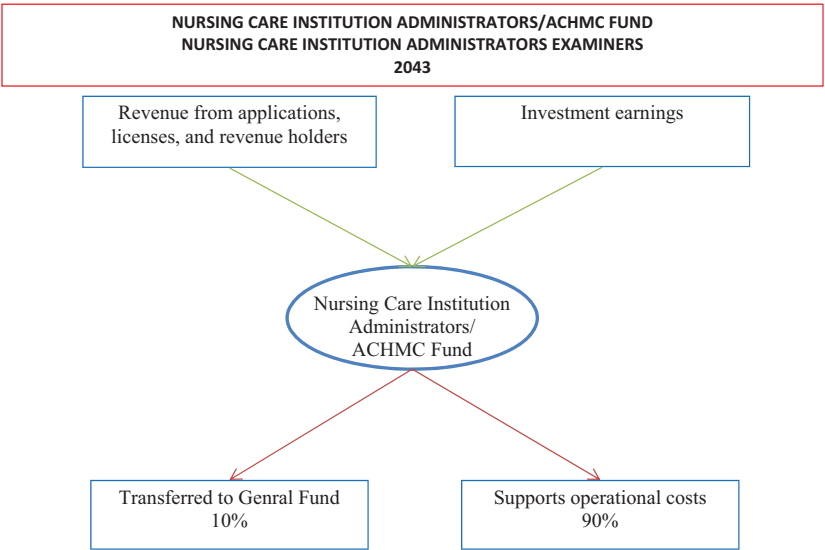 NURSING CARE INSTITUTION ADMINISTRATORS/ACHMC FUND
NURSING CARE INSTITUTION ADMINISTRATORS EXAMINERS
2043
Revenue from applications,
licenses, and revenue holders
Investment earnings
Nursing Care Institution
Administrators/
ACHMC Fund
Transferred to Genral Fund
10%
Supports operational costs
90%